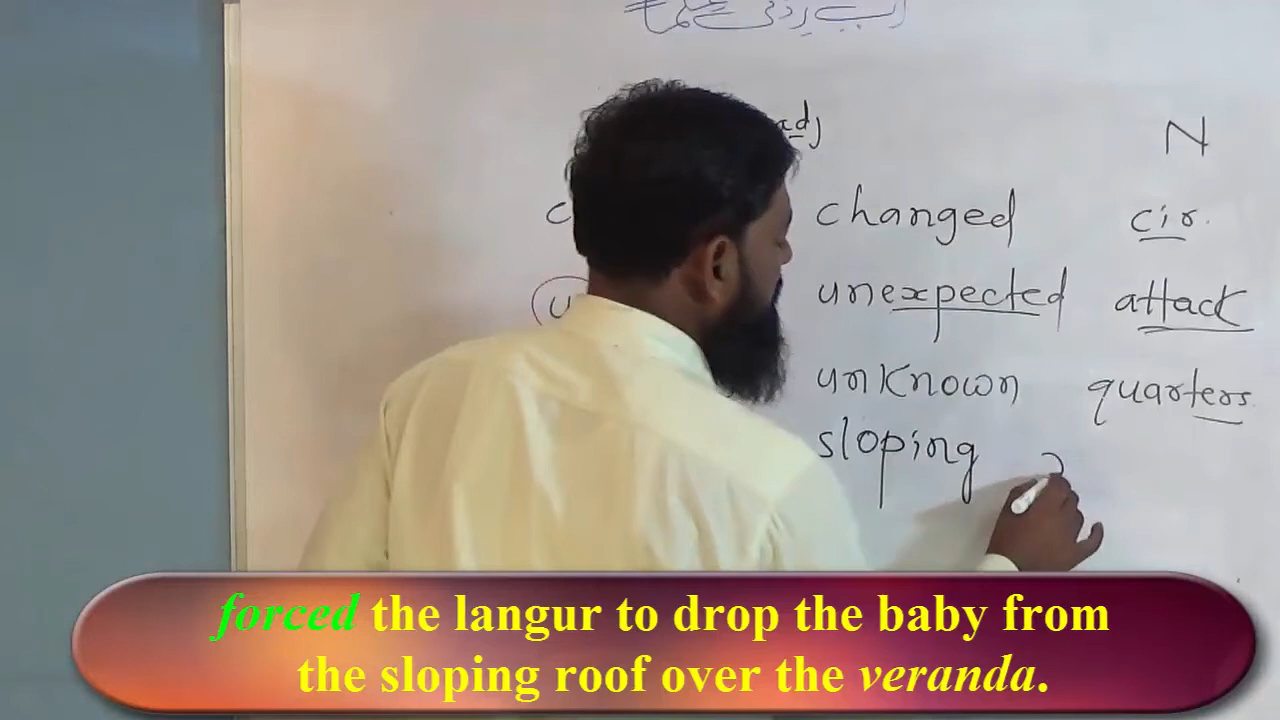 adj N
changed cir.
unexpected attack
unknown quarters
sloping
forced the langur to drop the baby from
the sloping roof over the veranda.